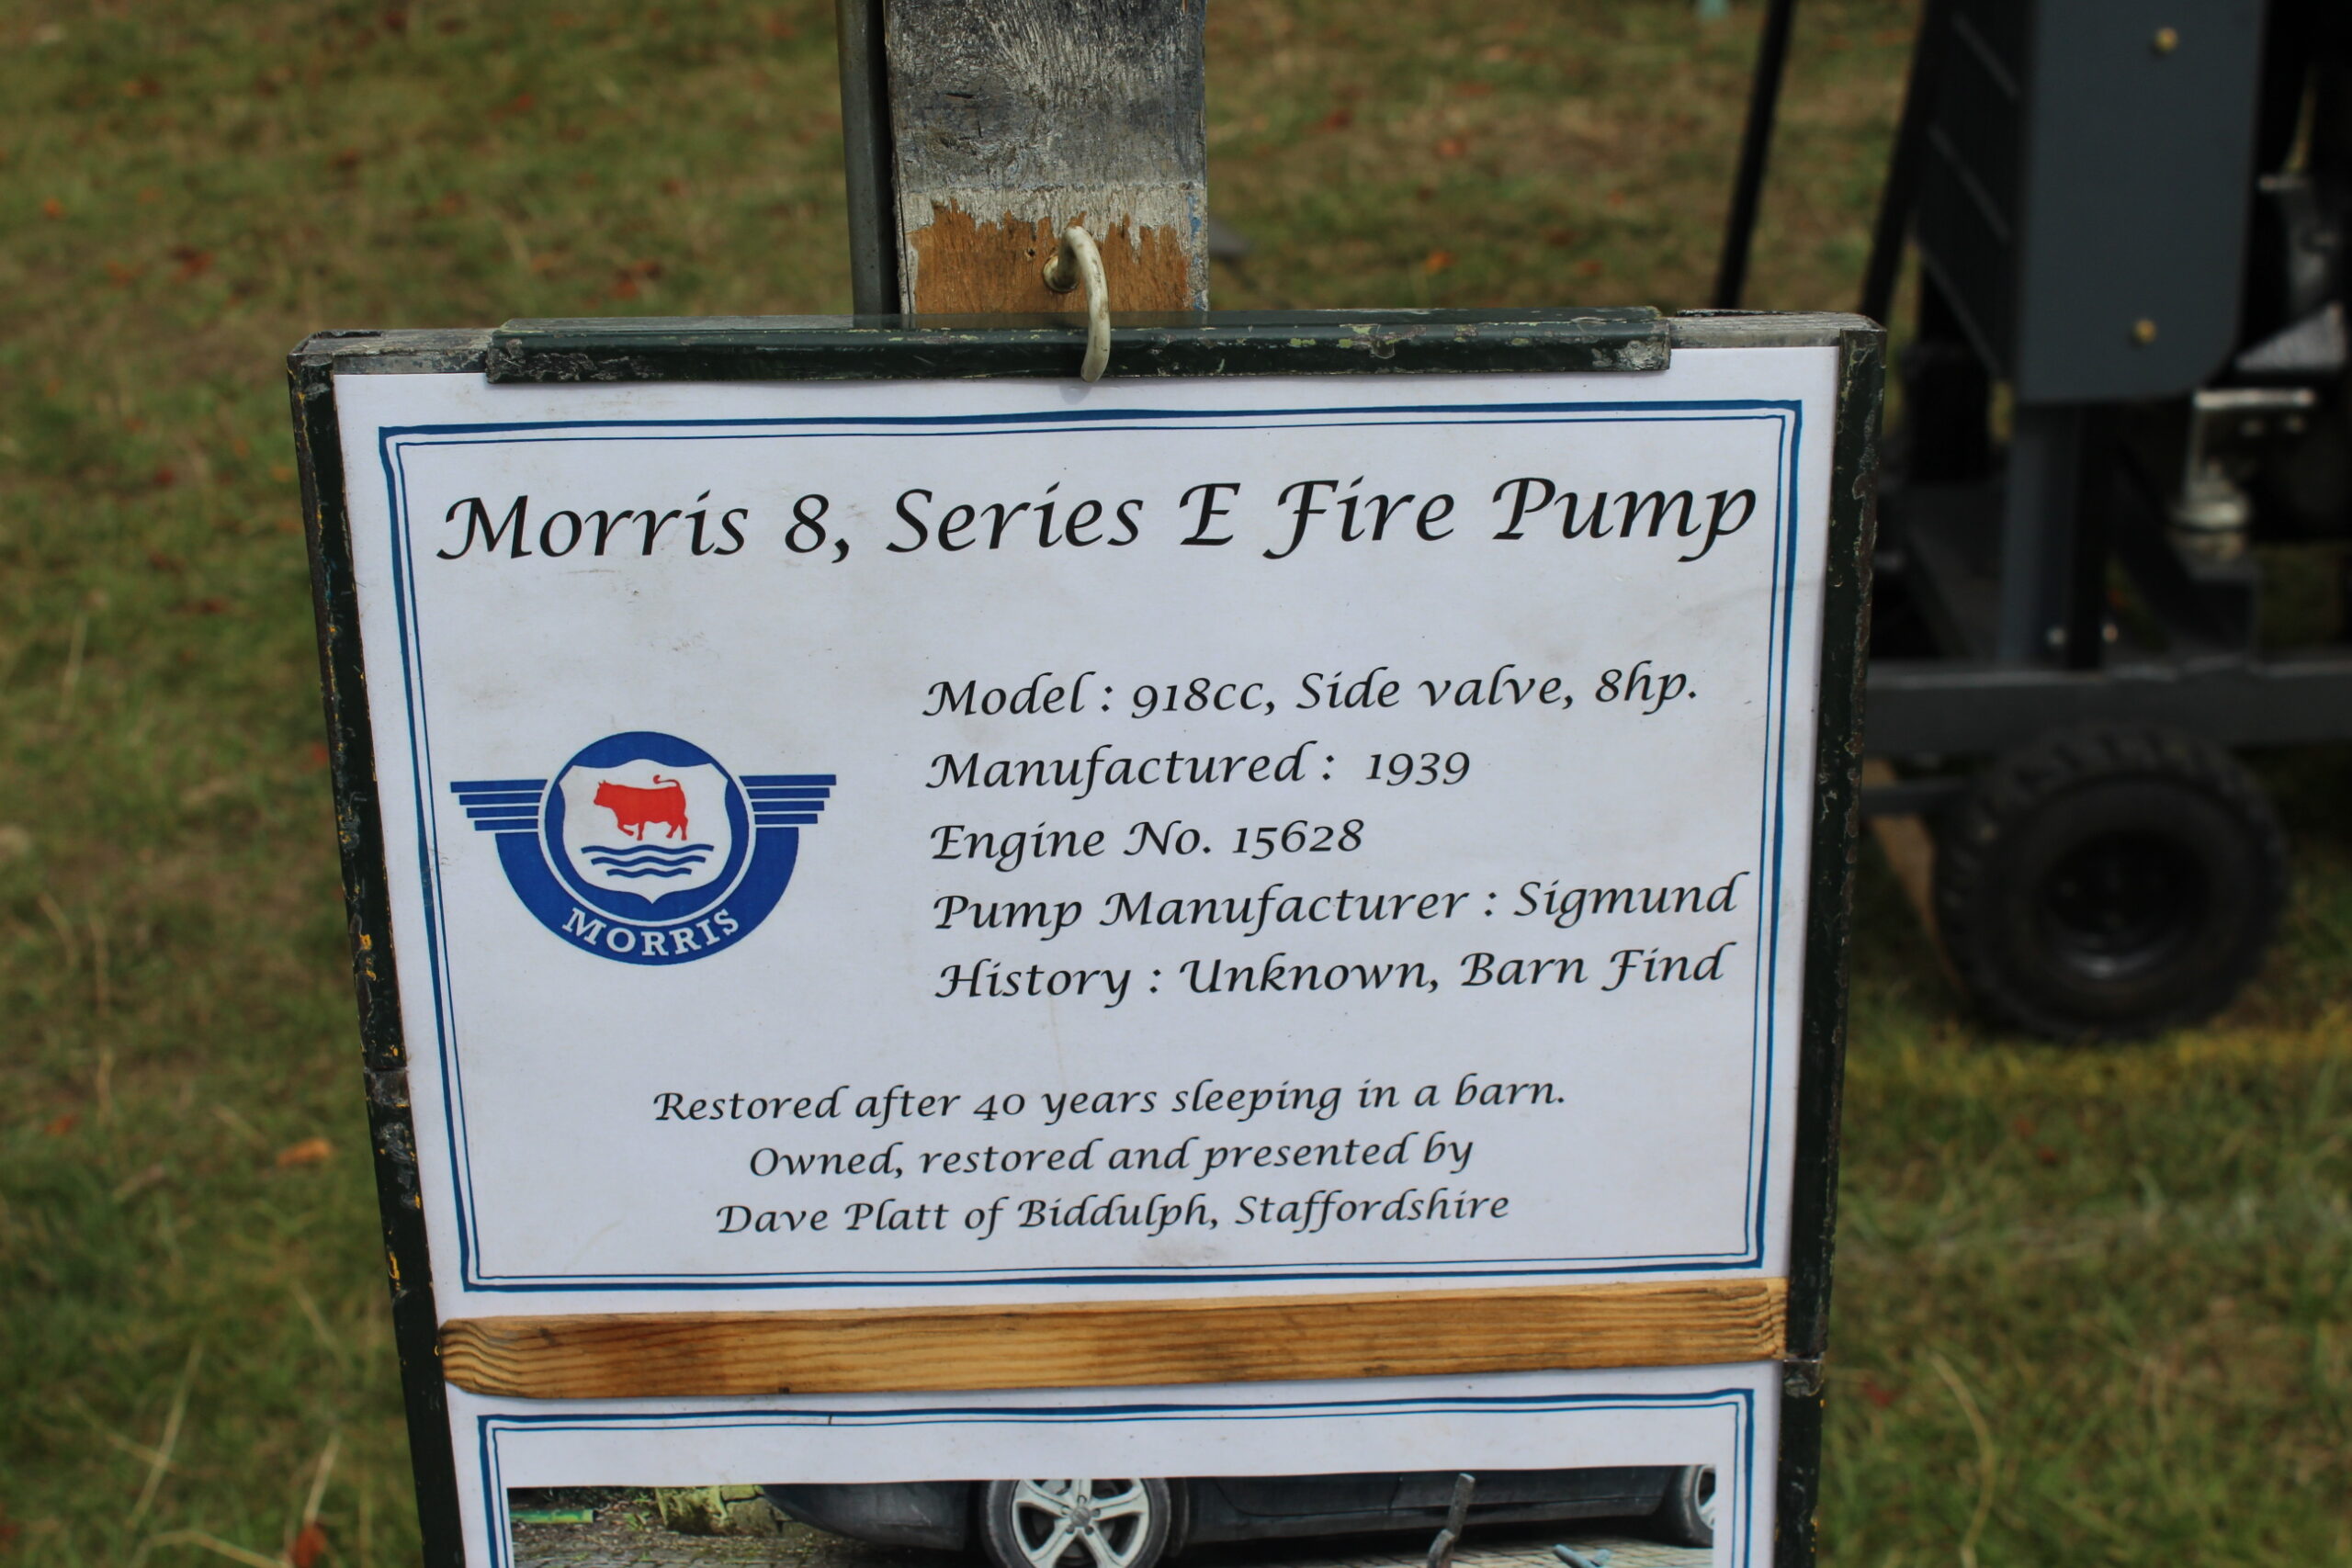 Morris 8, Series E Fire Pump
Model : 918cc, Side valve, 8hp.
Manufactured : 1939
Engine No. 15628
Pump Manufacturer : Sigmund
History : Unknown, Barn Find
MORRIS
Restored after 40 years sleeping in a barn.
Owned, restored and presented by
Dave Platt of Biddulph, Staffordshire